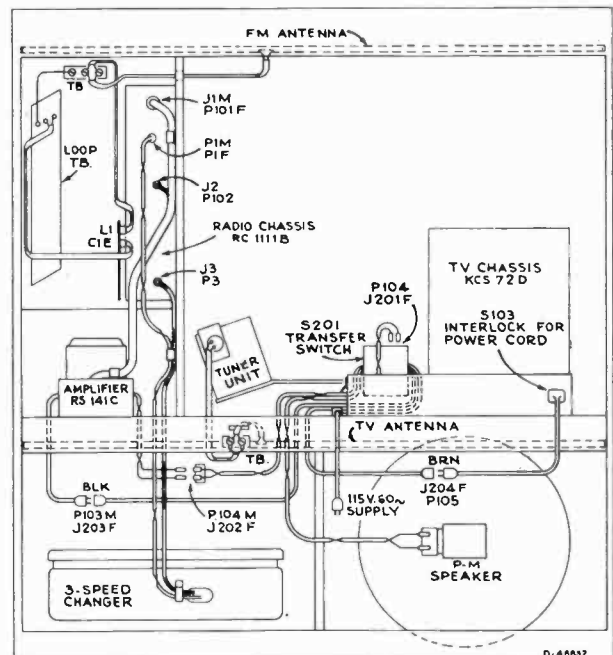 FM ANTENNA
TB
J1M
P101F
P1M
P1F
LOOP
TB.
J2
P102
L1
C1E
RADIO CHASSIS
RC 1111B
J3
P3
TV CHASSIS
KCS 72D
P104
J201F
S201
TRANSFER
SWITCH
S103
INTERLOCK FOR
POWER CORD
TUNER
UNIT
AMPLIFIER
RS 141C
TV ANTENNA
TB.
BRN
J204F
P105
BLK
P103M
J203F
P104M
J202F
115V.60~
SUPPLY
P-M
SPEAKER
3-SPEED
CHANGER
D-48832